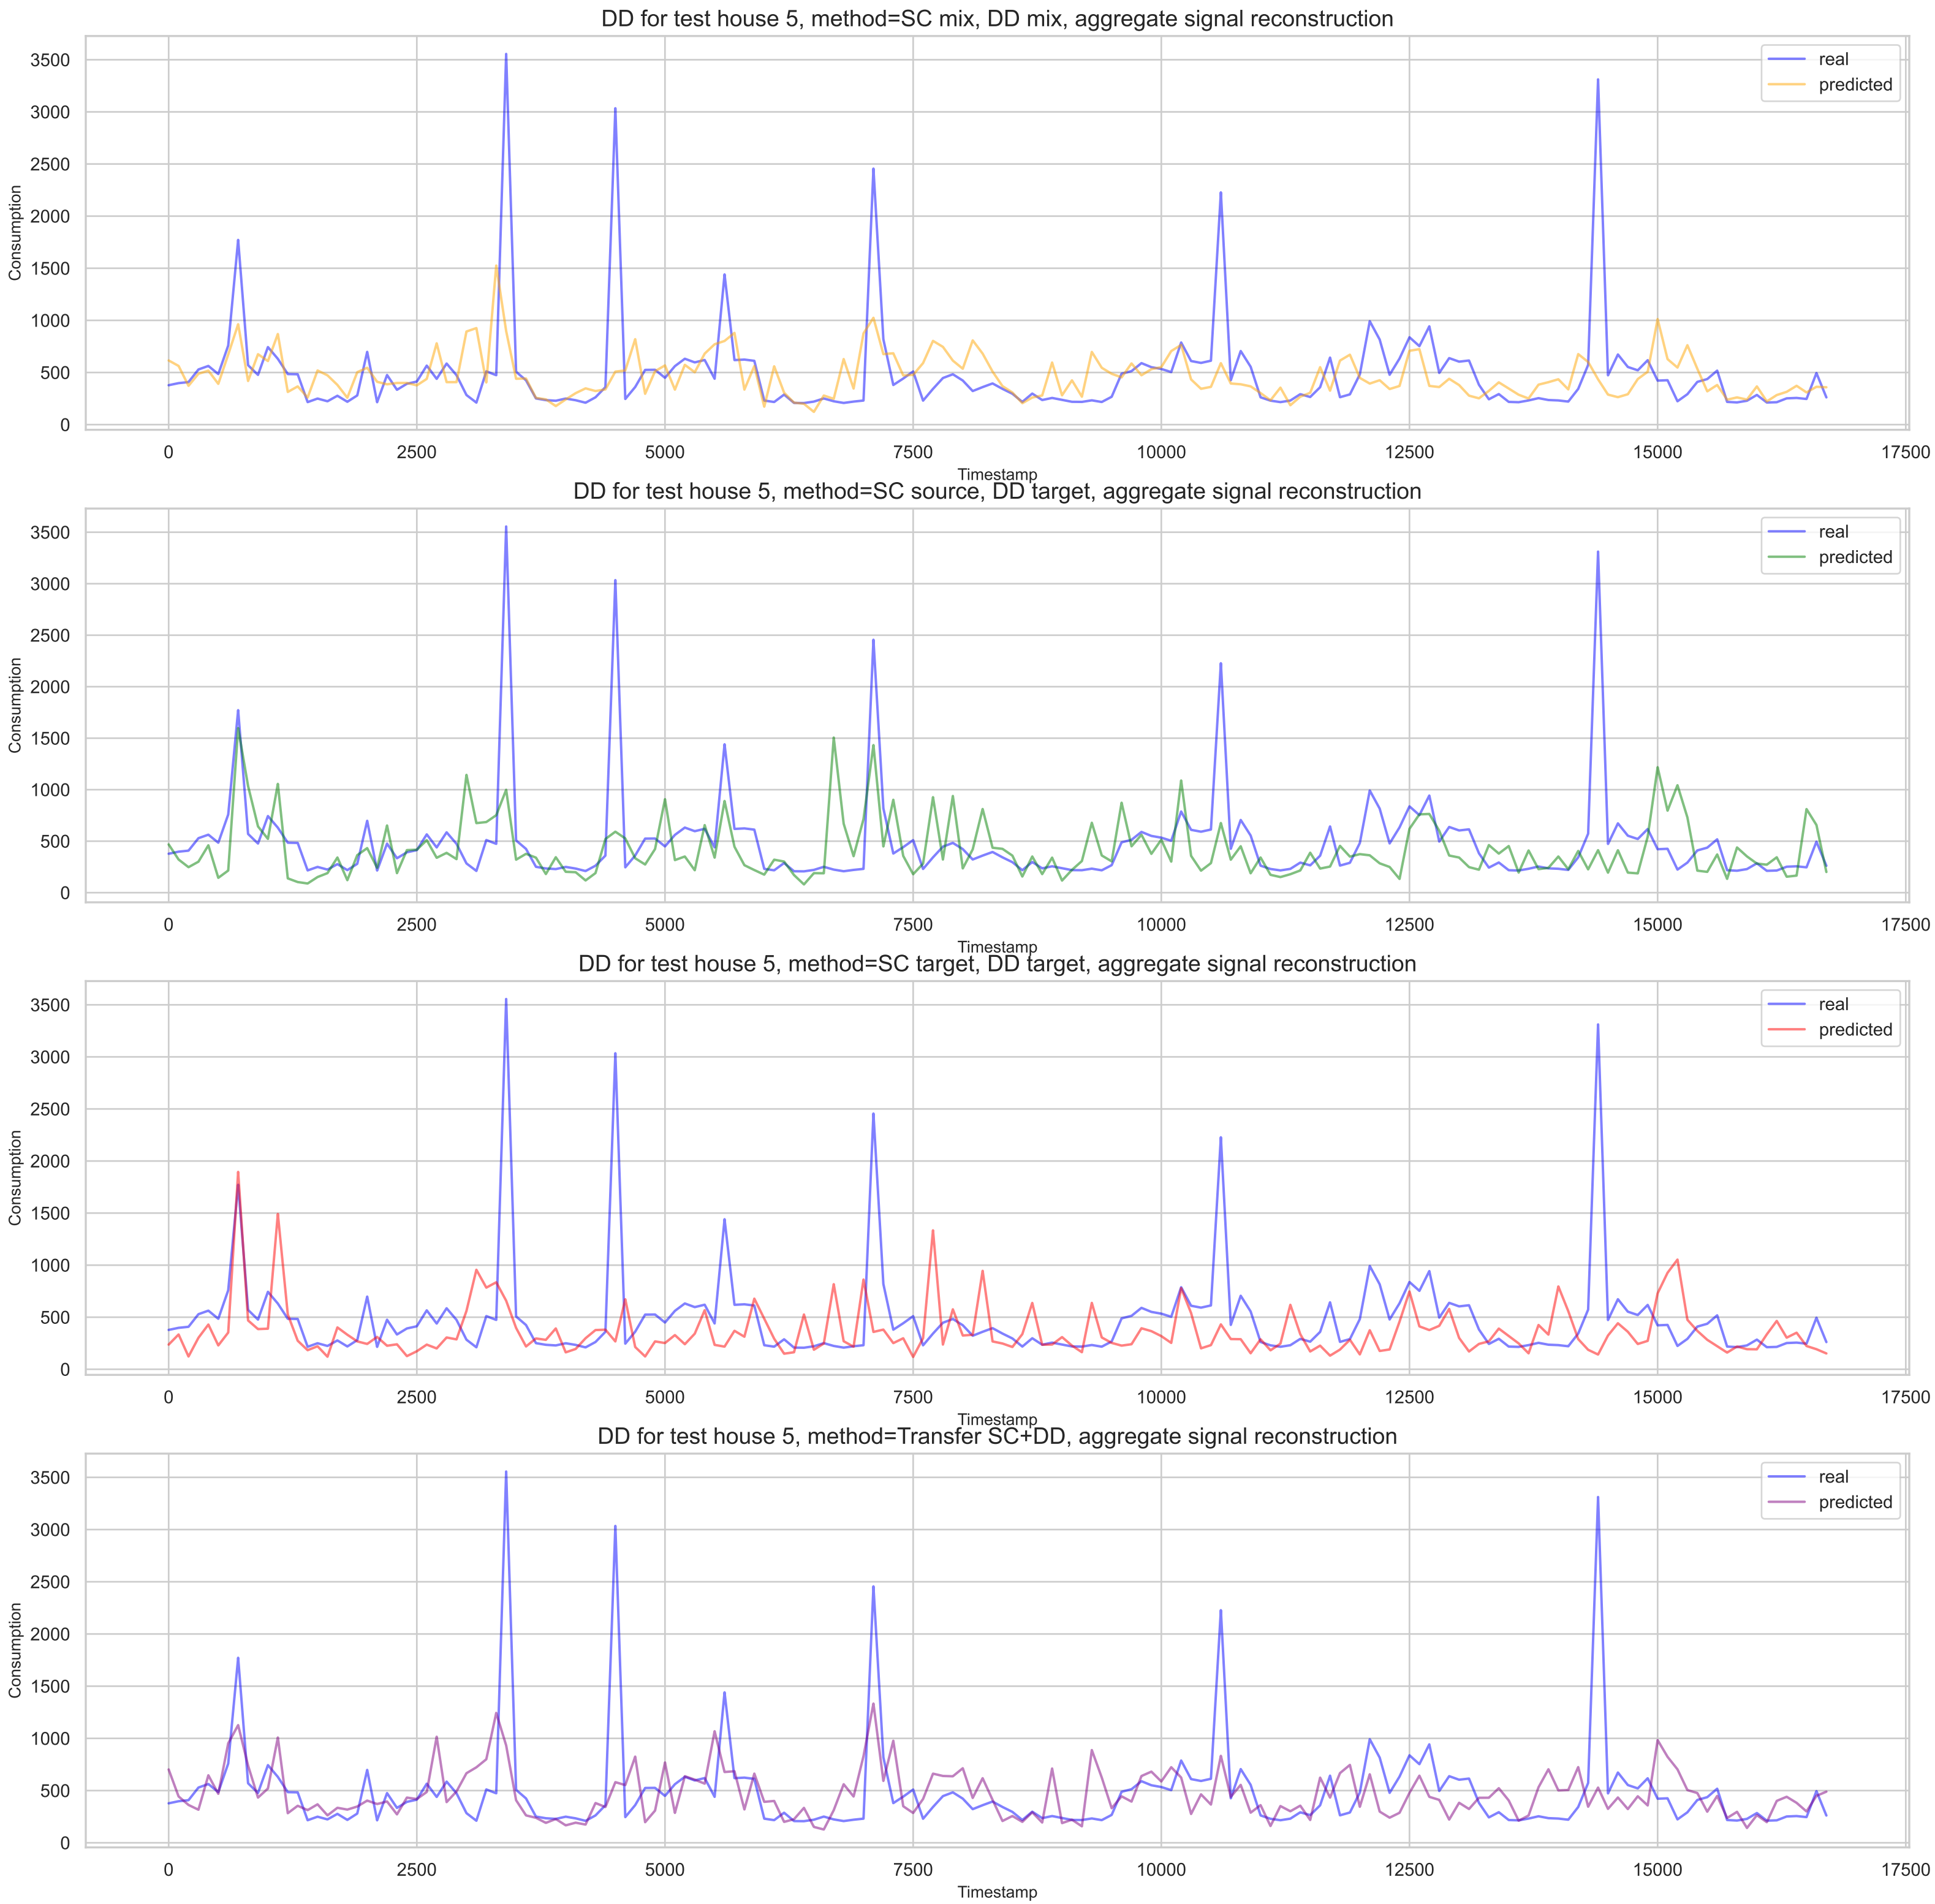 DD for test house 5, method=SC mix, DD mix, aggregate signal reconstruction
3500
3000
2500
2000
1500
1000
500
0
Consumption
real
predicted
0 2500 5000 7500 10000 12500 15000 17500
Timestamp
DD for test house 5, method=SC source, DD target, aggregate signal reconstruction
3500
3000
2500
2000
1500
1000
500
0
Consumption
real
predicted
0 2500 5000 7500 10000 12500 15000 17500
Timestamp
DD for test house 5, method=SC target, DD target, aggregate signal reconstruction
3500
3000
2500
2000
1500
1000
500
0
Consumption
real
predicted
0 2500 5000 7500 10000 12500 15000 17500
Timestamp
DD for test house 5, method=Transfer SC+DD, aggregate signal reconstruction
3500
3000
2500
2000
1500
1000
500
0
Consumption
real
predicted
0 2500 5000 7500 10000 12500 15000 17500
Timestamp